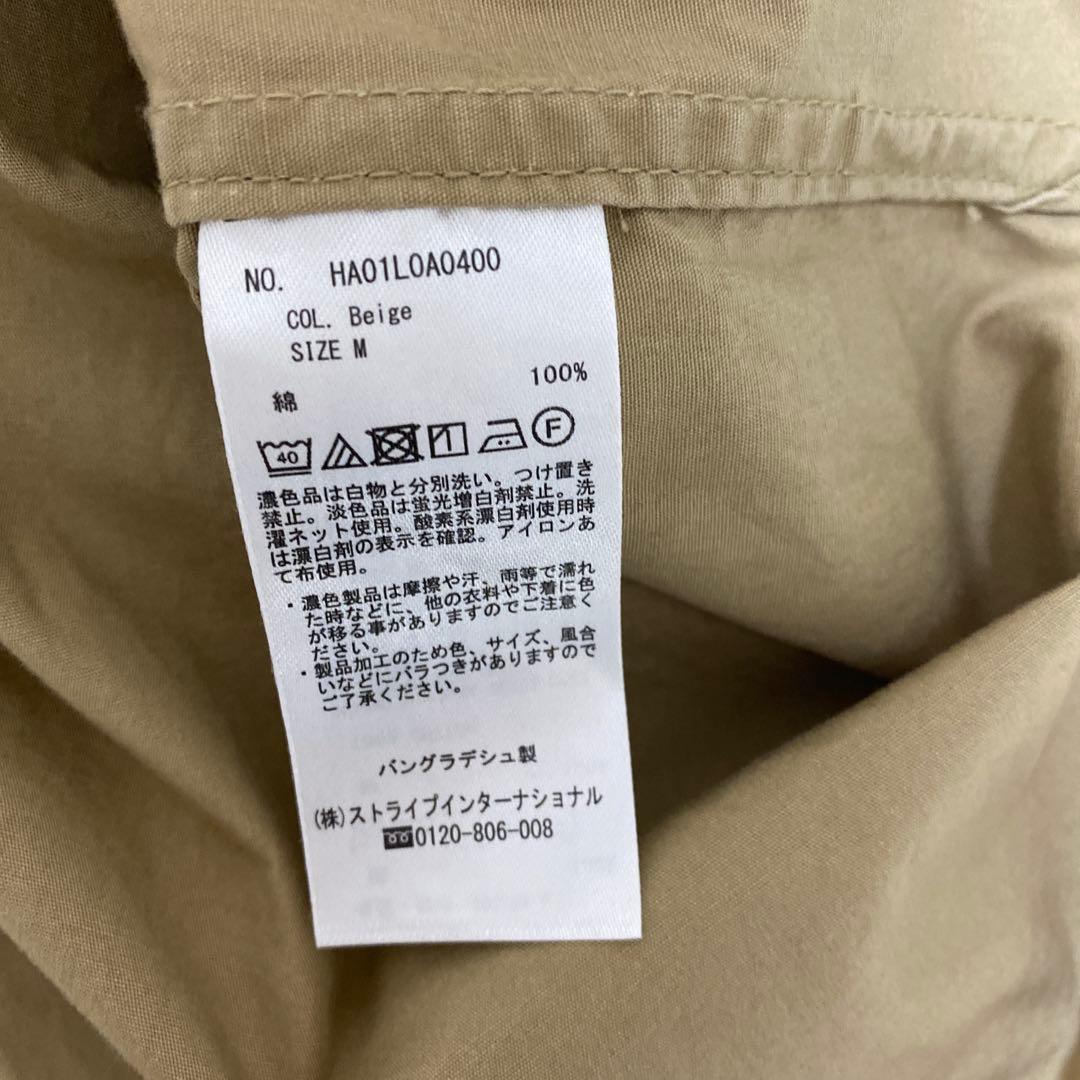 NO. HA01L0A0400
COL. Beige
SIZE M
綿 100%
40 F
濃色品は白物と分別洗い。つけ置き
禁止。淡色品は蛍光増白剤禁止。洗
濯ネット使用。酸素系漂白剤使用時
は漂白剤の表示を確認。アイロンあ
て布使用。
・濃色製品は摩擦や汗、雨等で濡れ
た時などに、他の衣料や下着に色
が移る事がありますのでご注意く
ださい。
・製品加工のため色、サイズ、風合
いなどにバラつきがありますので
ご了承ください。
バングラデシュ製
(株)ストライプインターナショナル
0120-806-008